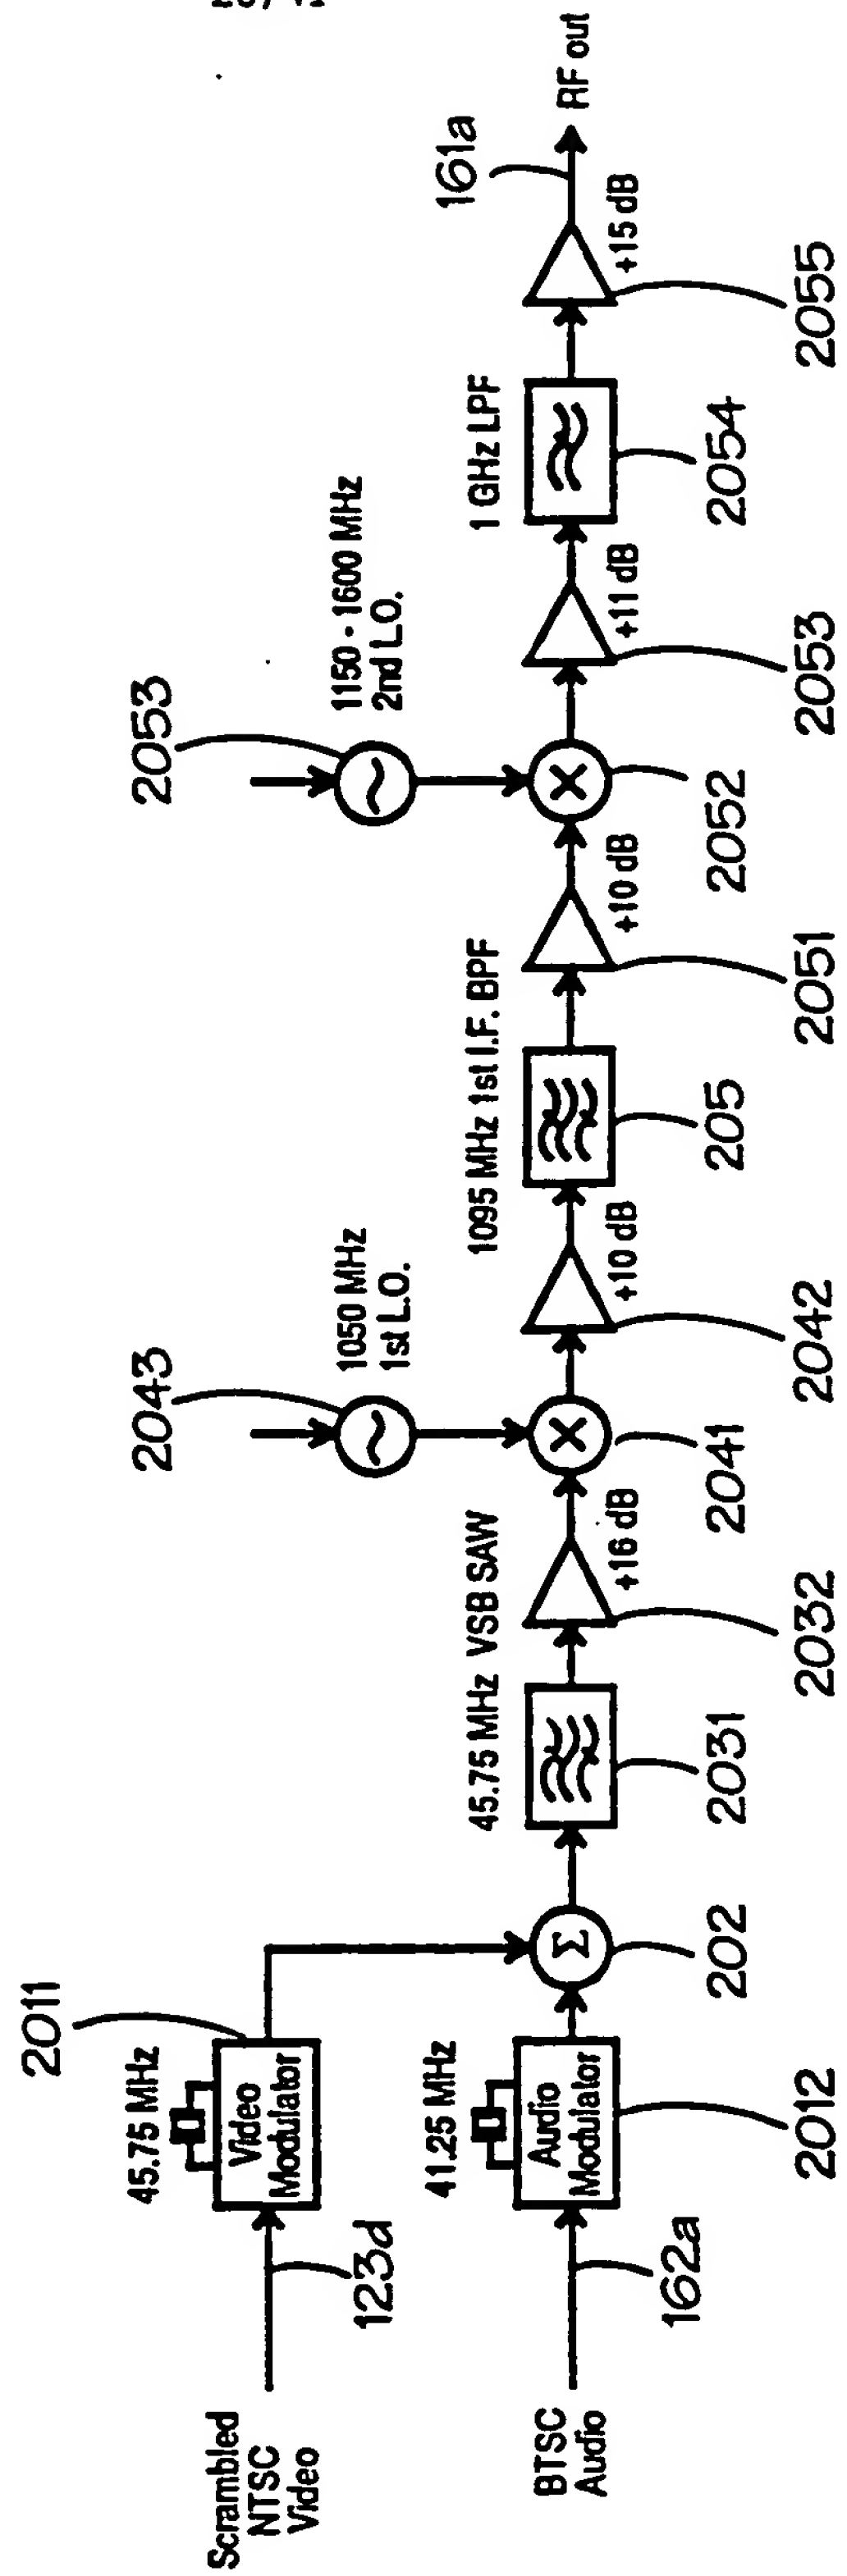 Scrambled
NTSC
Video
123d
45.75 MHz
Video
Modulator
2011
BTSC
Audio
162a
41.25 MHz
Audio
Modulator
2012
Σ
202
45.75 MHz VSB SAW
2031
+16 dB
2032
2043
1050 MHz
1st L.O.
2041
+10 dB
2042
1095 MHz 1st I.F. BPF
205
+10 dB
2051
2053
1150 - 1600 MHz
2nd L.O.
2052
+11 dB
2053
1 GHz LPF
2054
+15 dB
2055
161a
RF out